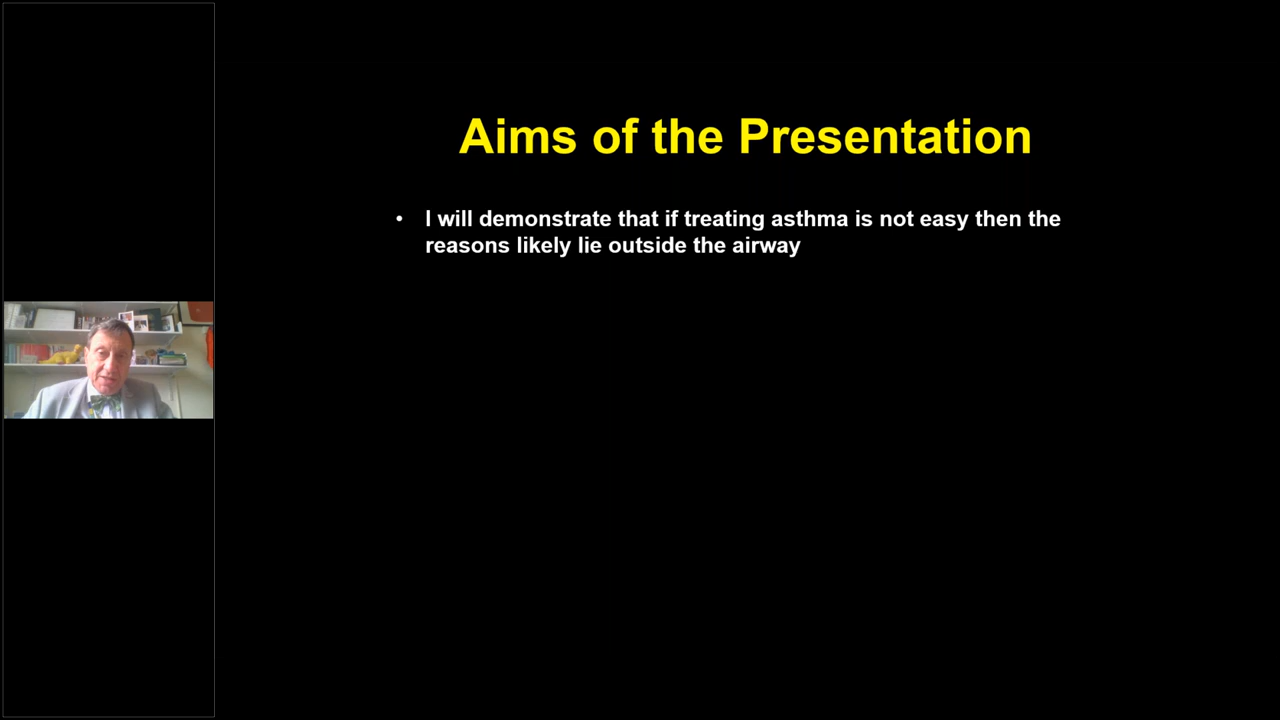 Aims of the Presentation
• I will demonstrate that if treating asthma is not easy then the
reasons likely lie outside the airway